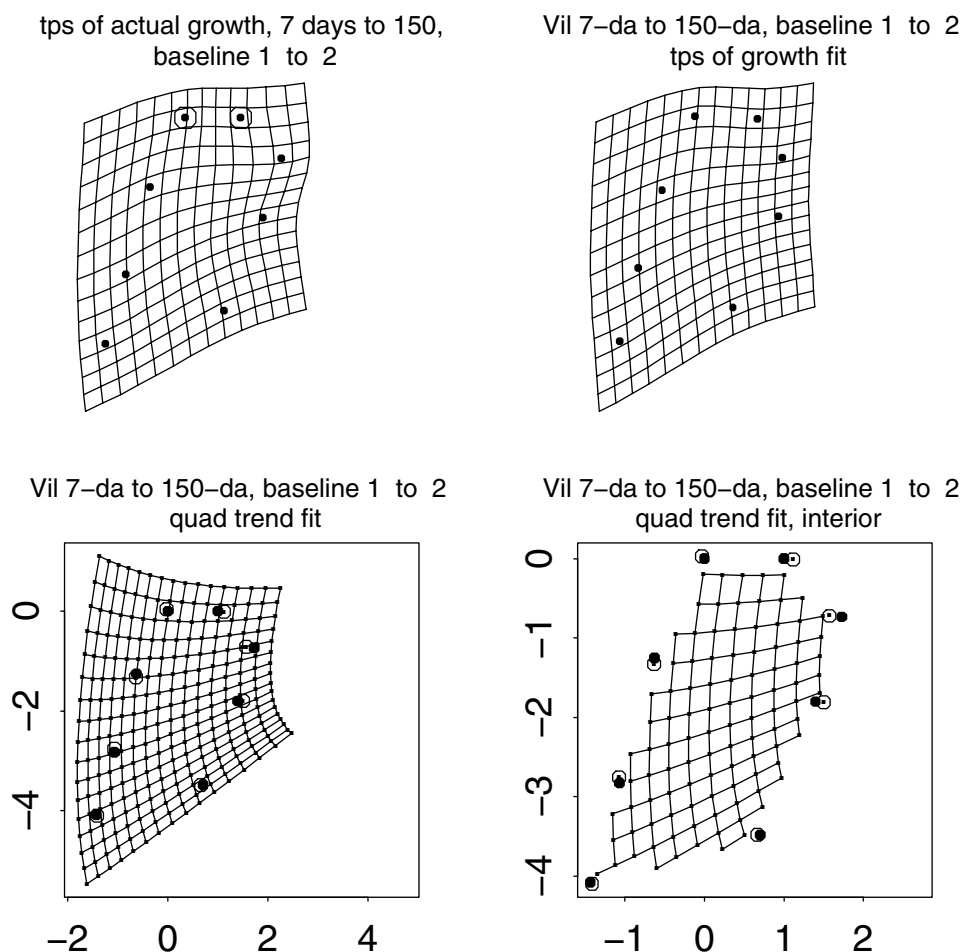 tps of actual growth, 7 days to 150,
baseline 1 to 2
Vil 7−da to 150−da, baseline 1 to 2
tps of growth fit
Vil 7−da to 150−da, baseline 1 to 2
quad trend fit
0
−2
−4
−2
0
2
4
Vil 7−da to 150−da, baseline 1 to 2
quad trend fit, interior
0
−1
−2
−3
−4
−1
0
1
2